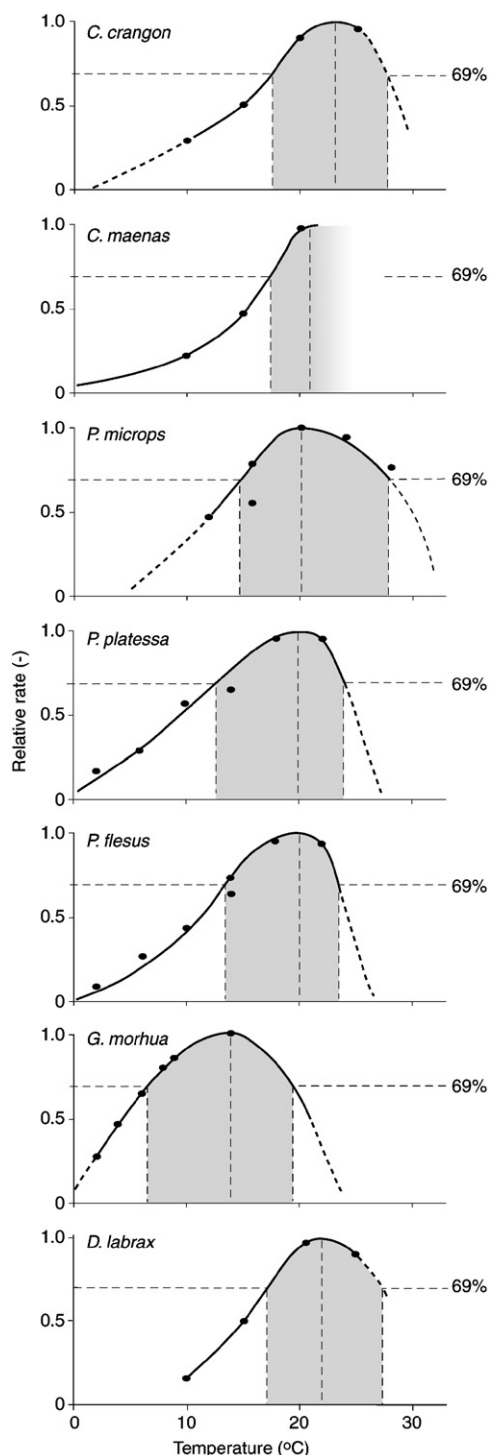 C. crangon
1.0
69%
0.5
0
C. maenas
1.0
69%
0.5
0
P. microps
1.0
69%
0.5
0
P. platessa
1.0
69%
0.5
0
Relative rate (-)
P. flesus
1.0
69%
0.5
0
G. morhua
1.0
69%
0.5
0
D. labrax
1.0
69%
0.5
0
0 10 20 30
Temperature (ºC)